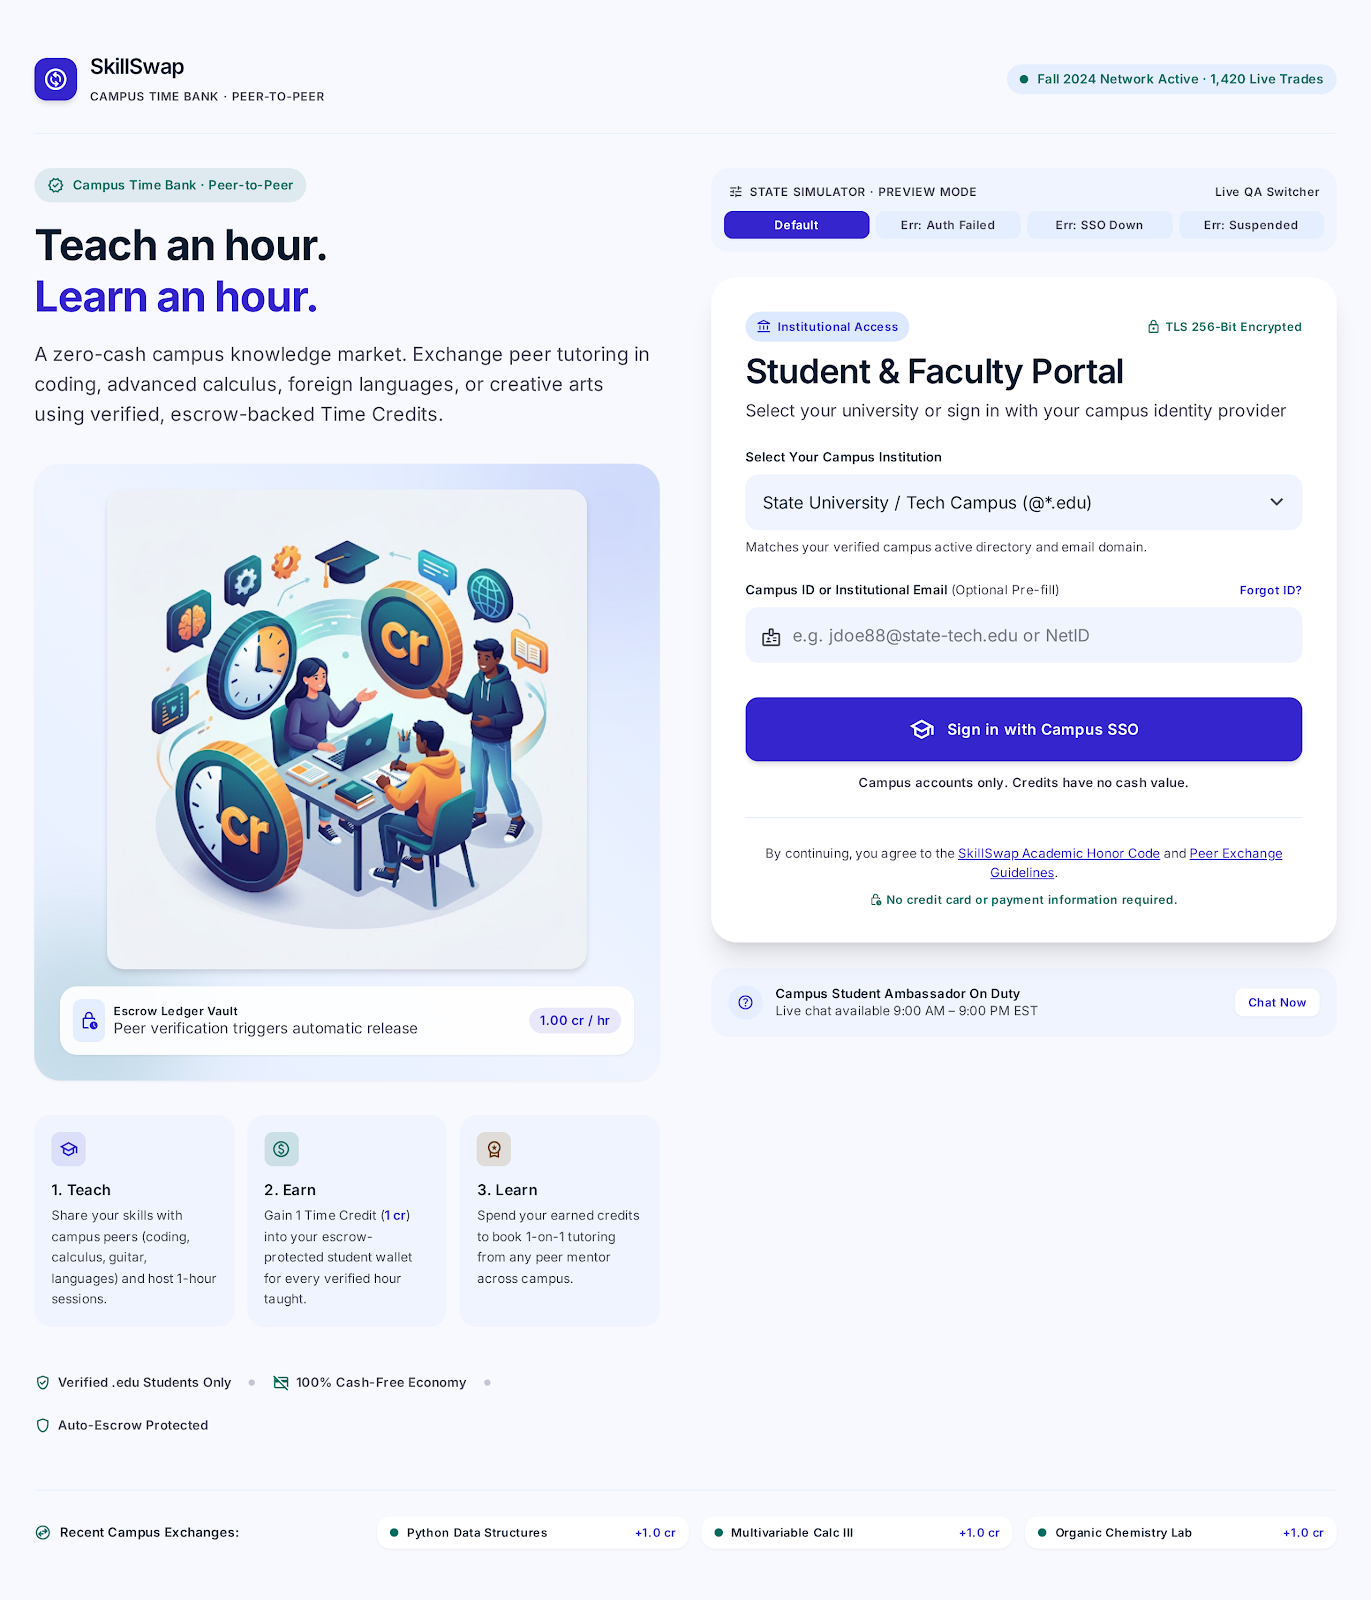 SkillSwap
CAMPUS TIME BANK · PEER-TO-PEER
Fall 2024 Network Active · 1,420 Live Trades
Campus Time Bank · Peer-to-Peer
Teach an hour.
Learn an hour.
A zero-cash campus knowledge market. Exchange peer tutoring in
coding, advanced calculus, foreign languages, or creative arts
using verified, escrow-backed Time Credits.
cr
cr
Escrow Ledger Vault
Peer verification triggers automatic release
1.00 cr / hr
1. Teach
Share your skills with
campus peers (coding,
calculus, guitar,
languages) and host 1-hour
sessions.
2. Earn
Gain 1 Time Credit (1 cr)
into your escrow-
protected student wallet
for every verified hour
taught.
3. Learn
Spend your earned credits
to book 1-on-1 tutoring
from any peer mentor
across campus.
Verified .edu Students Only
100% Cash-Free Economy
Auto-Escrow Protected
STATE SIMULATOR · PREVIEW MODE
Live QA Switcher
Default
Err: Auth Failed
Err: SSO Down
Err: Suspended
Institutional Access
TLS 256-Bit Encrypted
Student & Faculty Portal
Select your university or sign in with your campus identity provider
Select Your Campus Institution
State University / Tech Campus (@*.edu)
Matches your verified campus active directory and email domain.
Campus ID or Institutional Email (Optional Pre-fill)
Forgot ID?
e.g. jdoe88@state-tech.edu or NetID
Sign in with Campus SSO
Campus accounts only. Credits have no cash value.
By continuing, you agree to the SkillSwap Academic Honor Code and Peer Exchange
Guidelines.
No credit card or payment information required.
Campus Student Ambassador On Duty
Live chat available 9:00 AM – 9:00 PM EST
Chat Now
Recent Campus Exchanges:
Python Data Structures
+1.0 cr
Multivariable Calc III
+1.0 cr
Organic Chemistry Lab
+1.0 cr